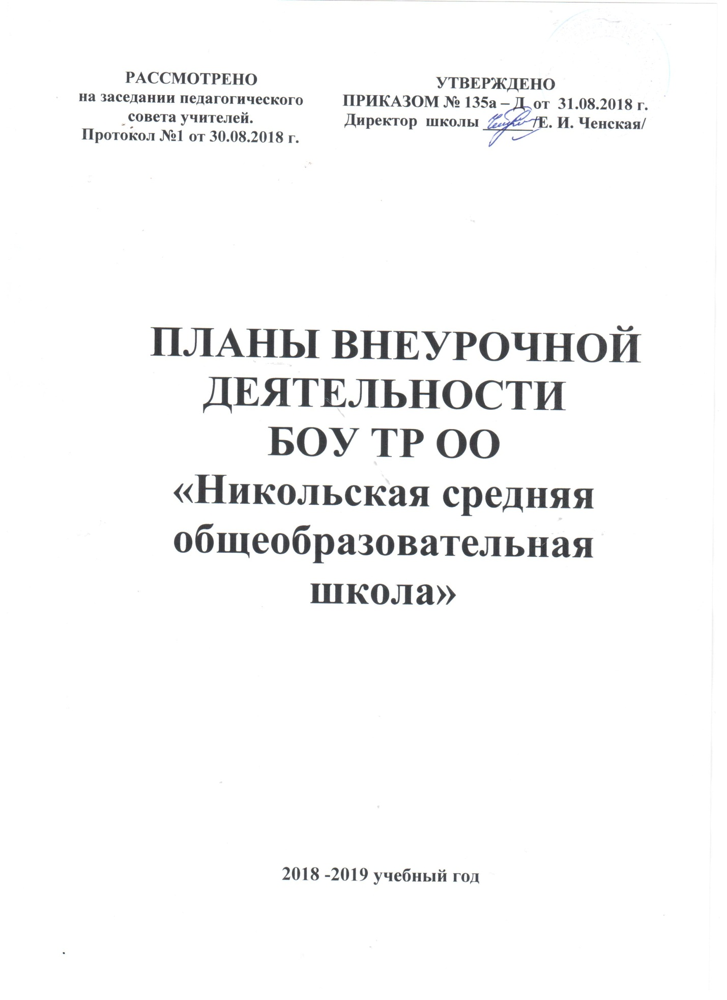 РАССМОТРЕНО
на заседании педагогического
совета учителей.
Протокол №1 от 30.08.2018 г.
УТВЕРЖДЕНО
ПРИКАЗОМ № 135а – Д от 31.08.2018 г.
Директор школы ______/Е. И. Ченская/
ПЛАНЫ ВНЕУРОЧНОЙ
ДЕЯТЕЛЬНОСТИ
БОУ ТР ОО
«Никольская средняя
общеобразовательная
школа»
2018 -2019 учебный год